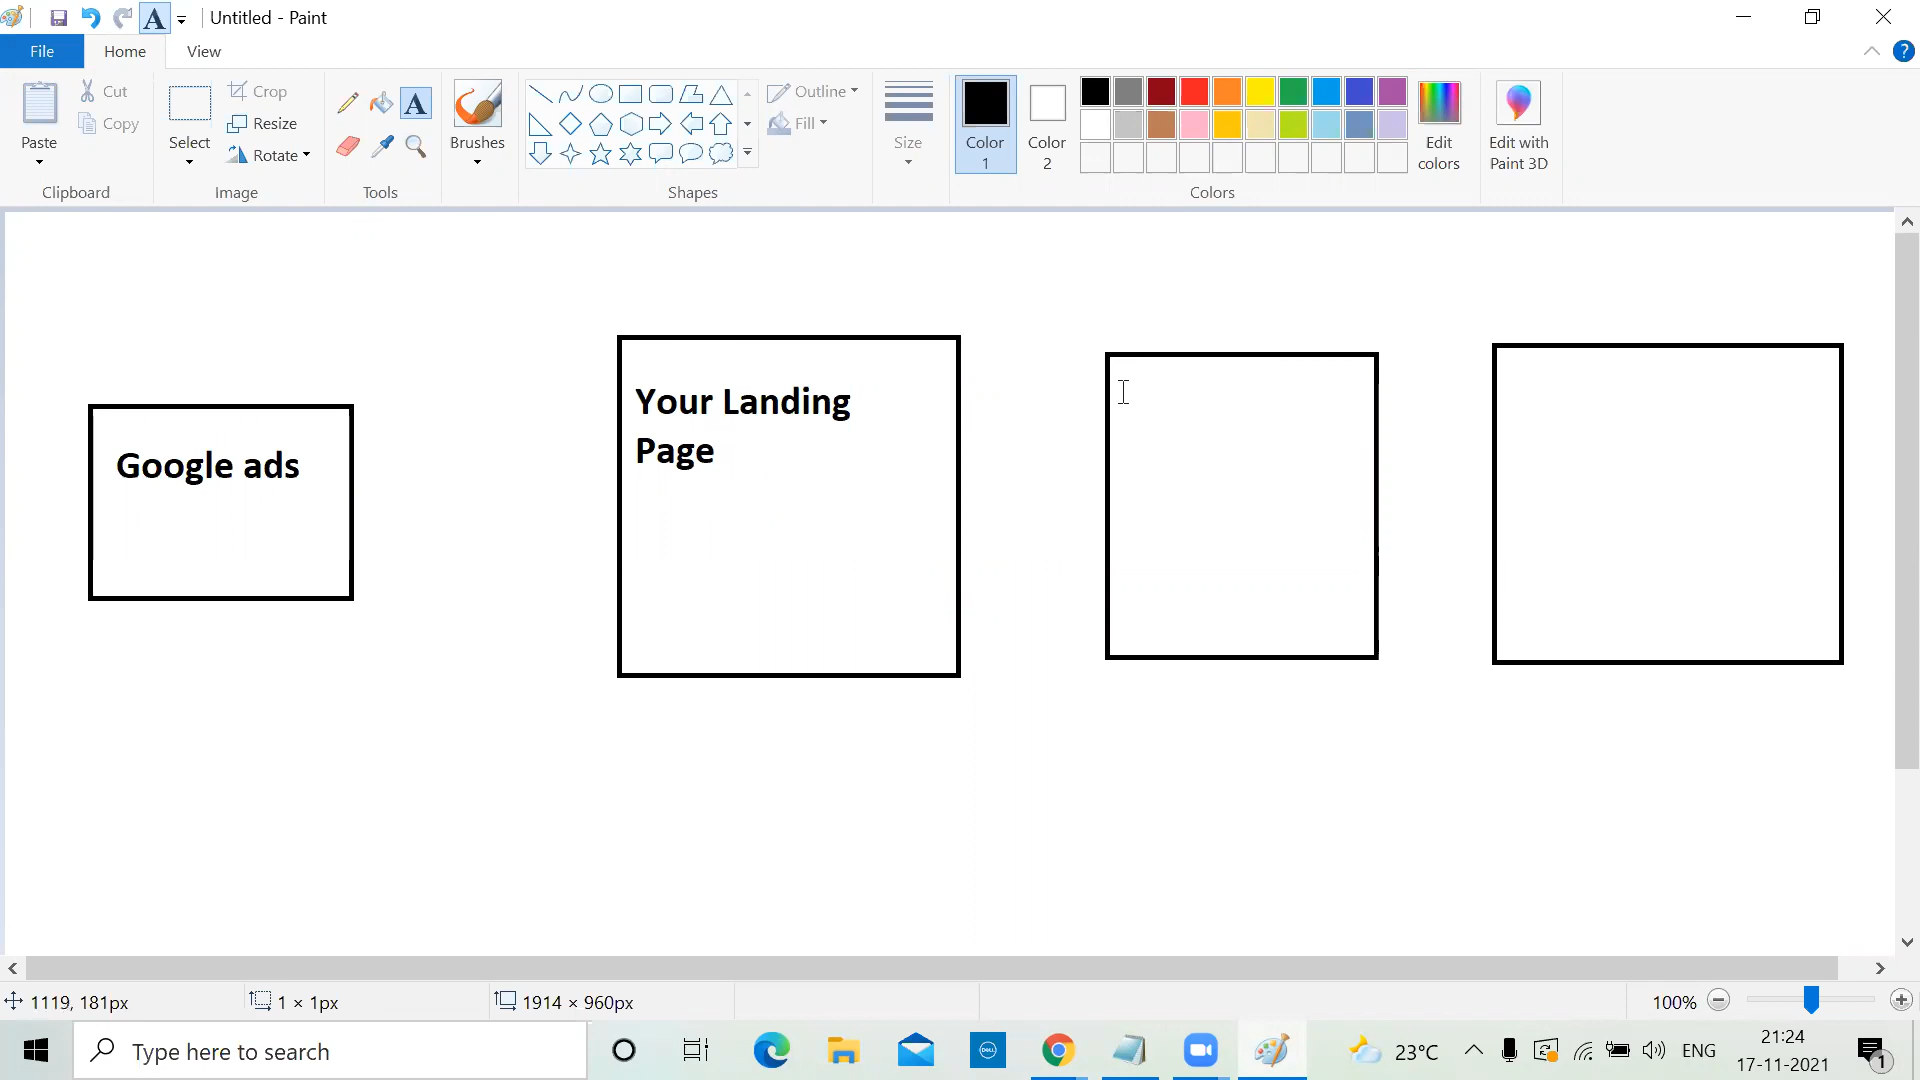 Untitled - Paint
File
Home
View
Paste
Cut
Copy
Clipboard
Select
Crop
Resize
Rotate
Image
A
Tools
Brushes
Shapes
Outline
Fill
Size
Color 1
Color 2
Colors
Edit colors
Edit with Paint 3D
Google ads
Your Landing
Page
1119, 181px
1 × 1px
1914 × 960px
100%
Type here to search
DELL
23°C
ENG
21:24
17-11-2021
1